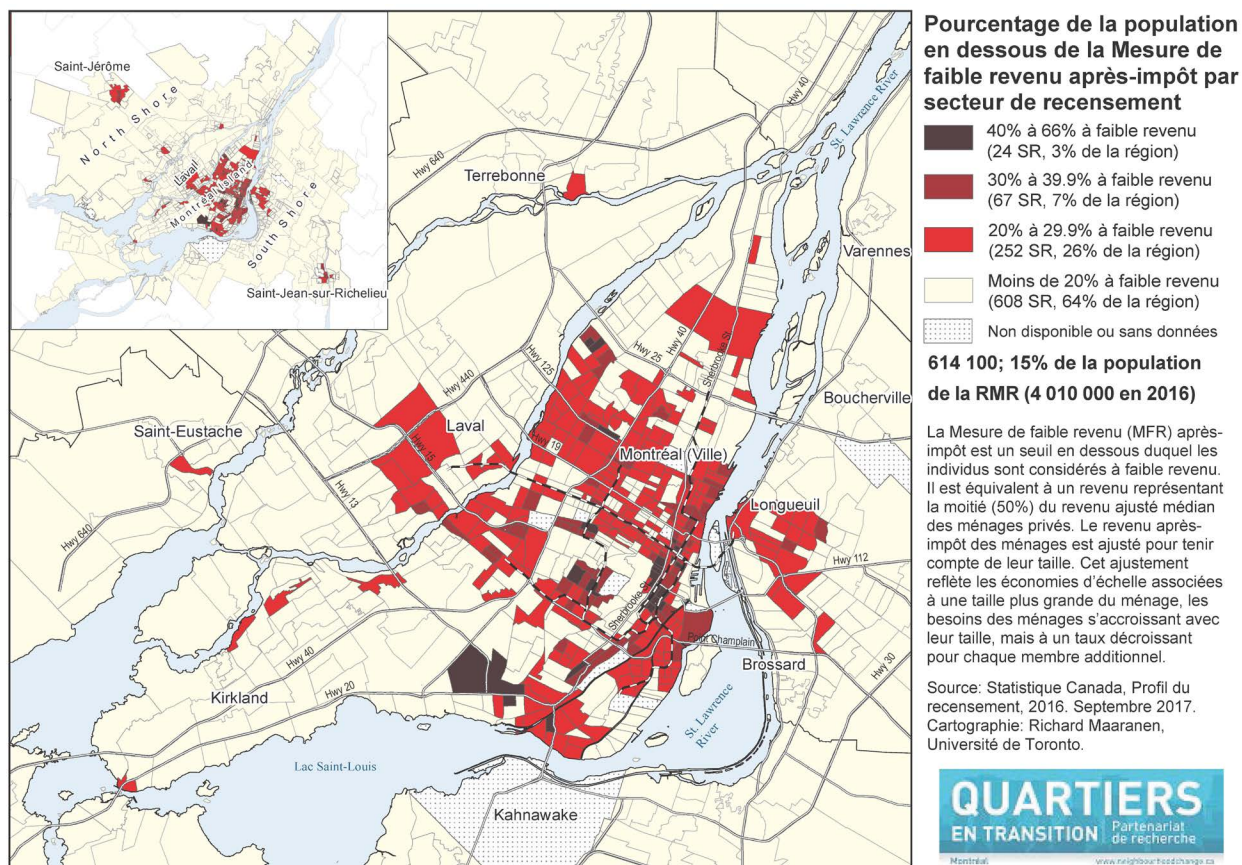 Saint-Jérôme
North Shore
Laval
Montréal Island
South Shore
Saint-Jean-sur-Richelieu
Hwy 40
St. Lawrence River
Hwy 640
Terrebonne
Varennes
Hwy 40
Sherbrooke St.
Hwy 25
Hwy 125
Hwy 440
Boucherville
Laval
Saint-Eustache
Hwy 15
Hwy 19
Montréal (Ville)
Hwy 13
Longueuil
Hwy 640
Hwy 112
Sherbrooke St.
Pont Champlain
Hwy 40
Brossard
Hwy 30
Kirkland
Hwy 20
St. Lawrence
River
Lac Saint-Louis
Kahnawake
Pourcentage de la population
en dessous de la Mesure de
faible revenu après-impôt par
secteur de recensement
40% à 66% à faible revenu
(24 SR, 3% de la région)
30% à 39.9% à faible revenu
(67 SR, 7% de la région)
20% à 29.9% à faible revenu
(252 SR, 26% de la région)
Moins de 20% à faible revenu
(608 SR, 64% de la région)
Non disponible ou sans données
614 100; 15% de la population
de la RMR (4 010 000 en 2016)
La Mesure de faible revenu (MFR) après-
impôt est un seuil en dessous duquel les
individus sont considérés à faible revenu.
Il est équivalent à un revenu représentant
la moitié (50%) du revenu ajusté médian
des ménages privés. Le revenu après-
impôt des ménages est ajusté pour tenir
compte de leur taille. Cet ajustement
reflète les économies d'échelle associées
à une taille plus grande du ménage, les
besoins des ménages s'accroissant avec
leur taille, mais à un taux décroissant
pour chaque membre additionnel.
Source: Statistique Canada, Profil du
recensement, 2016. Septembre 2017.
Cartographie: Richard Maaranen,
Université de Toronto.
QUARTIERS
EN TRANSITION
Partenariat
de recherche
Montréal
www.neighbourhoodchange.ca